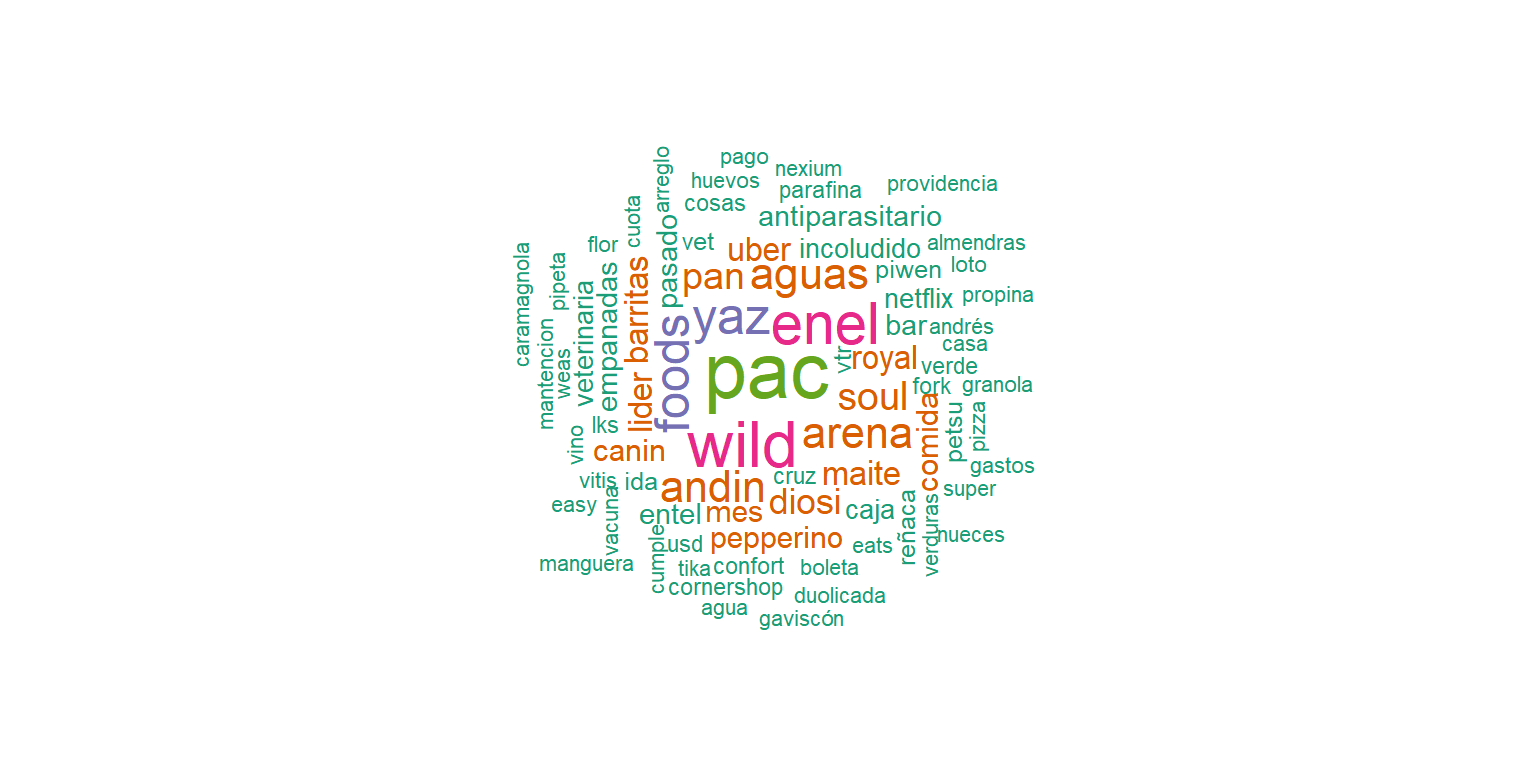 pago
nexium
huevos
parafina
providencia
arreglo
cosas
antiparasitario
cuota
pasado
flor
vet
uber
incoludido
almendras
caramagnola
pipeta
pan
aguas
piwen
loto
veterinaria
empanadas
barritas
netflix
propina
foods
yaz
enel
bar
andrés
casa
mantencion
weas
lider
pac
vtr
royal
verde
soul
fork
granola
vino
lks
canin
wild
arena
comida
petsu
pizza
gastos
vitis
ida
andin
cruz
maite
super
easy
vacuna
entel
mes
diosi
caja
reñaca
verduras
nueces
cumple
usd
pepperino
eats
manguera
tika
confort
boleta
cornershop
duolicada
agua
gaviscón